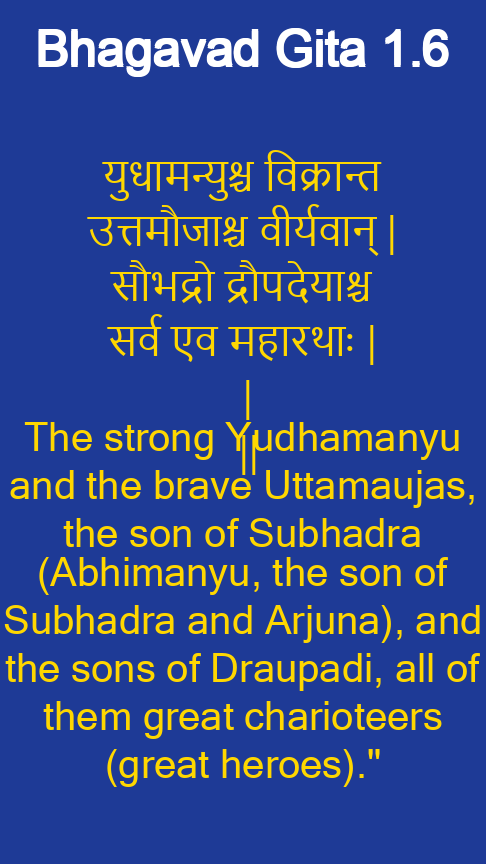 Bhagavad Gita 1.6
युधामन्युश्च विक्रान्त
उत्तमौजाश्च वीर्यवान् |
सौभद्रो द्रौपदेयाश्च
सर्व एव महारथाः |
|
The strong Yudhamanyu
||
and the brave Uttamaujas,
the son of Subhadra
(Abhimanyu, the son of
Subhadra and Arjuna), and
the sons of Draupadi, all of
them great charioteers
(great heroes)."